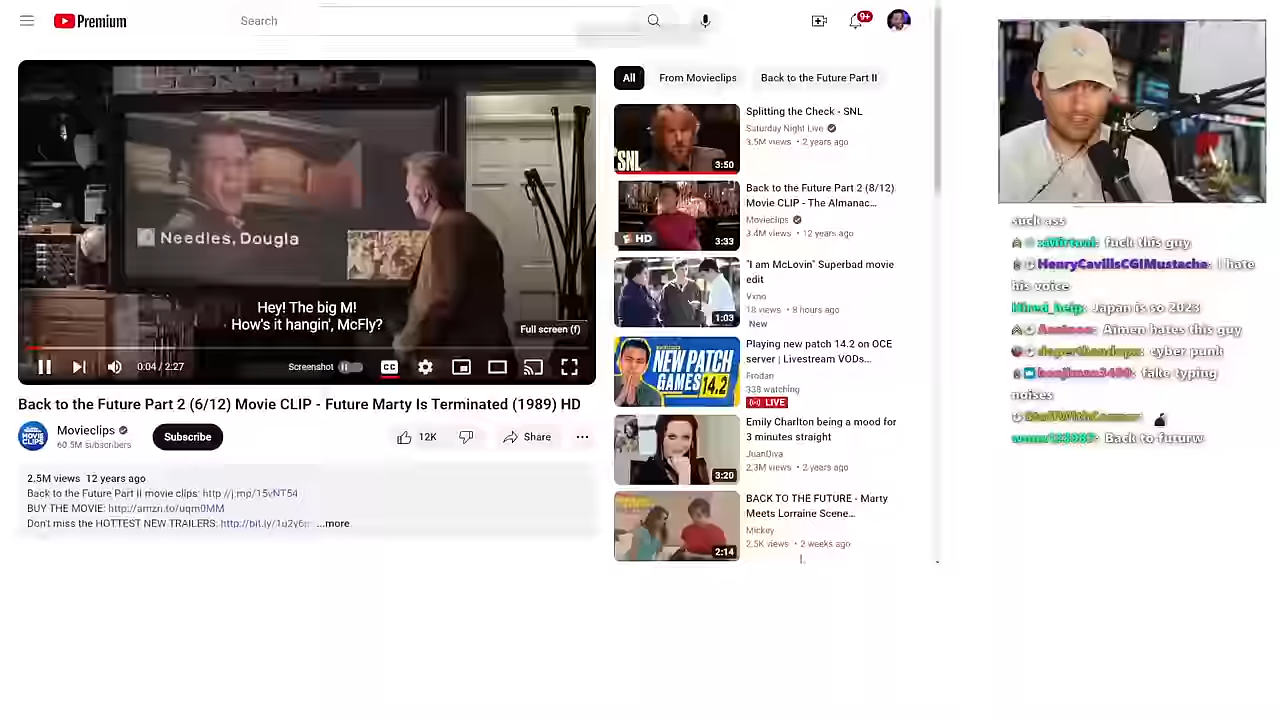 Premium
Search
9+
Needles, Dougla
Hey! The big M!
How's it hangin', McFly?
Full screen (f)
0:04 / 2:27
Screenshot
CC
Back to the Future Part 2 (6/12) Movie CLIP - Future Marty Is Terminated (1989) HD
MOVIE CLIPS
Movieclips
60.5M subscribers
Subscribe
12K
Share
2.5M views 12 years ago
Back to the Future Part II movie clips: http://j.mp/15vNT54
BUY THE MOVIE: http://amzn.to/uqm0MM
Don't miss the HOTTEST NEW TRAILERS:
...more
All
From Movieclips
Back to the Future Part II
SNL
3:50
Splitting the Check - SNL
Saturday Night Live
3.5M views • 2 years ago
HD
3:33
Back to the Future Part 2 (8/12) Movie CLIP - The Almanac...
Movieclips
3.4M views • 12 years ago
1:03
"I am McLovin" Superbad movie
edit
Vxno
18 views • 8 hours ago
New
NEW PATCH
GAMES 14.2
Playing new patch 14.2 on OCE
server | Livestream VODs...
Frodan
338 watching
LIVE
3:20
Emily Charlton being a mood for
3 minutes straight
JuanDiva
2.3M views • 2 years ago
2:14
BACK TO THE FUTURE - Marty
Meets Lorraine Scene...
Mickey
2.5K views • 2 weeks ago
suck ass
fuck this guy
HenryCavillsCGIMustache: I hate
his voice
Hired_help: Japan is so 2023
Aimen hates this guy
cyber punk
fake typing
noises
Back to futurw